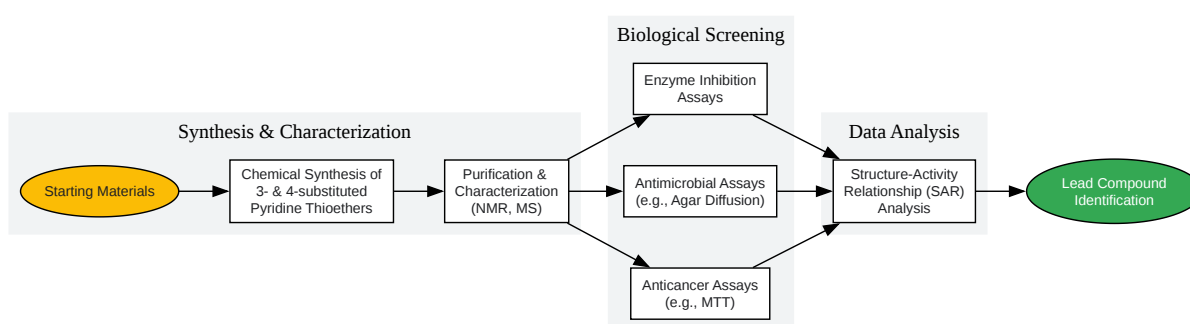 Synthesis & Characterization
Starting Materials
Chemical Synthesis of
3- & 4-substituted
Pyridine Thioethers
Purification &
Characterization
(NMR, MS)
Biological Screening
Enzyme Inhibition
Assays
Antimicrobial Assays
(e.g., Agar Diffusion)
Anticancer Assays
(e.g., MTT)
Data Analysis
Structure-Activity
Relationship (SAR)
Analysis
Lead Compound
Identification